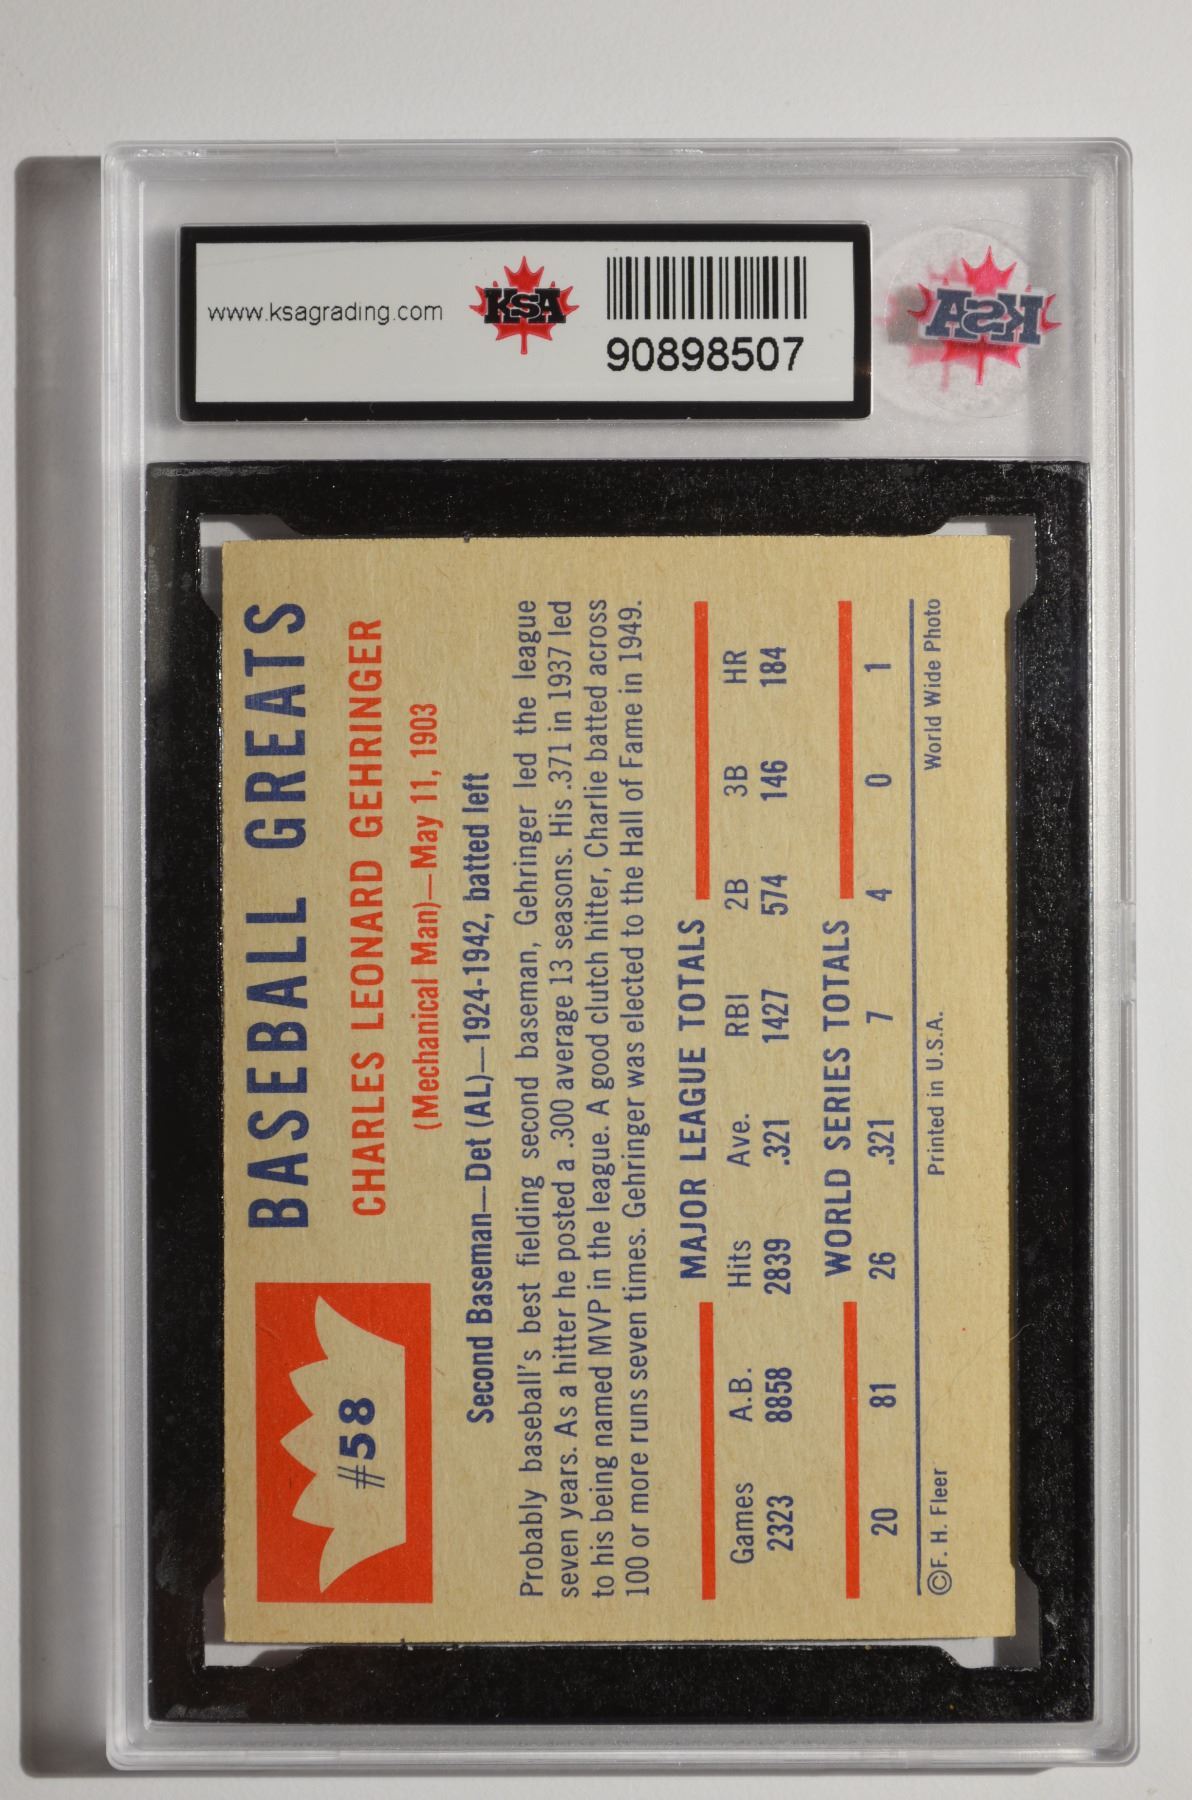 www.ksagrading.com
KSA
90898507
KSA
#58
BASEBALL GREATS
CHARLES LEONARD GEHRINGER
(Mechanical Man)—May 11, 1903
Second Baseman—Det (AL)—1924-1942, batted left
Probably baseball's best fielding second baseman, Gehringer led the league
seven years. As a hitter he posted a .300 average 13 seasons. His .371 in 1937 led
to his being named MVP in the league. A good clutch hitter, Charlie batted across
100 or more runs seven times. Gehringer was elected to the Hall of Fame in 1949.
MAJOR LEAGUE TOTALS
Games A.B. Hits Ave. RBI 2B 3B HR
2323 8858 2839 .321 1427 574 146 184
WORLD SERIES TOTALS
20 81 26 .321 7 4 0 1
©F. H. Fleer Printed in U.S.A. World Wide Photo